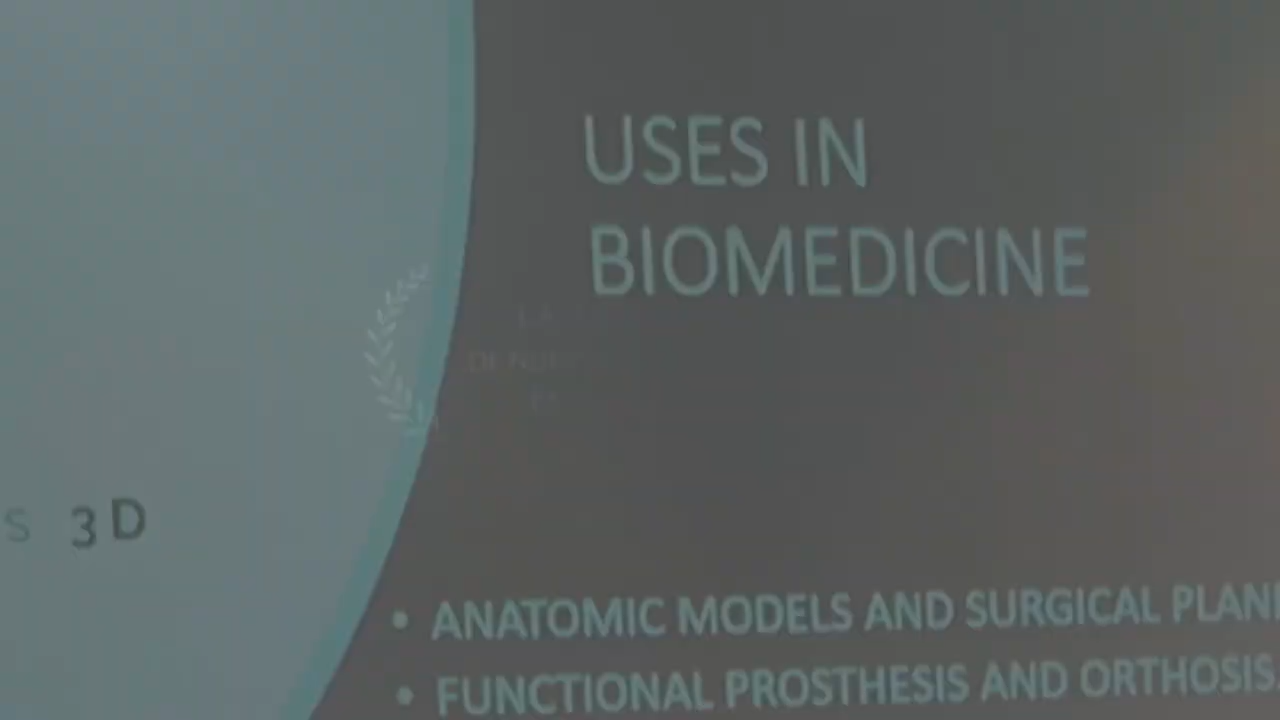 USES IN
BIOMEDICINE
S 3D
• ANATOMIC MODELS AND SURGICAL PLAN
• FUNCTIONAL PROSTHESIS AND ORTHOSIS.